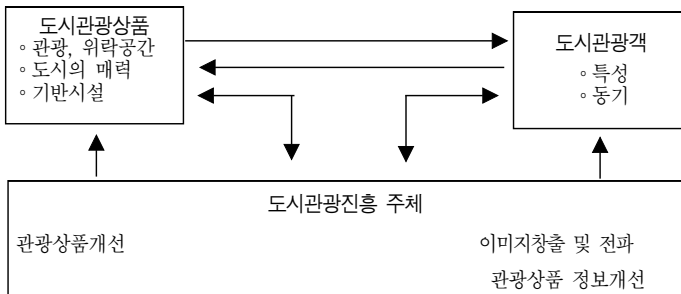 도시관광상품
◦ 관광, 위락공간
◦ 도시의 매력
◦ 기반시설
도시관광객
◦ 특성
◦ 동기
도시관광진흥 주체
관광상품개선
이미지창출 및 전파
관광상품 정보개선